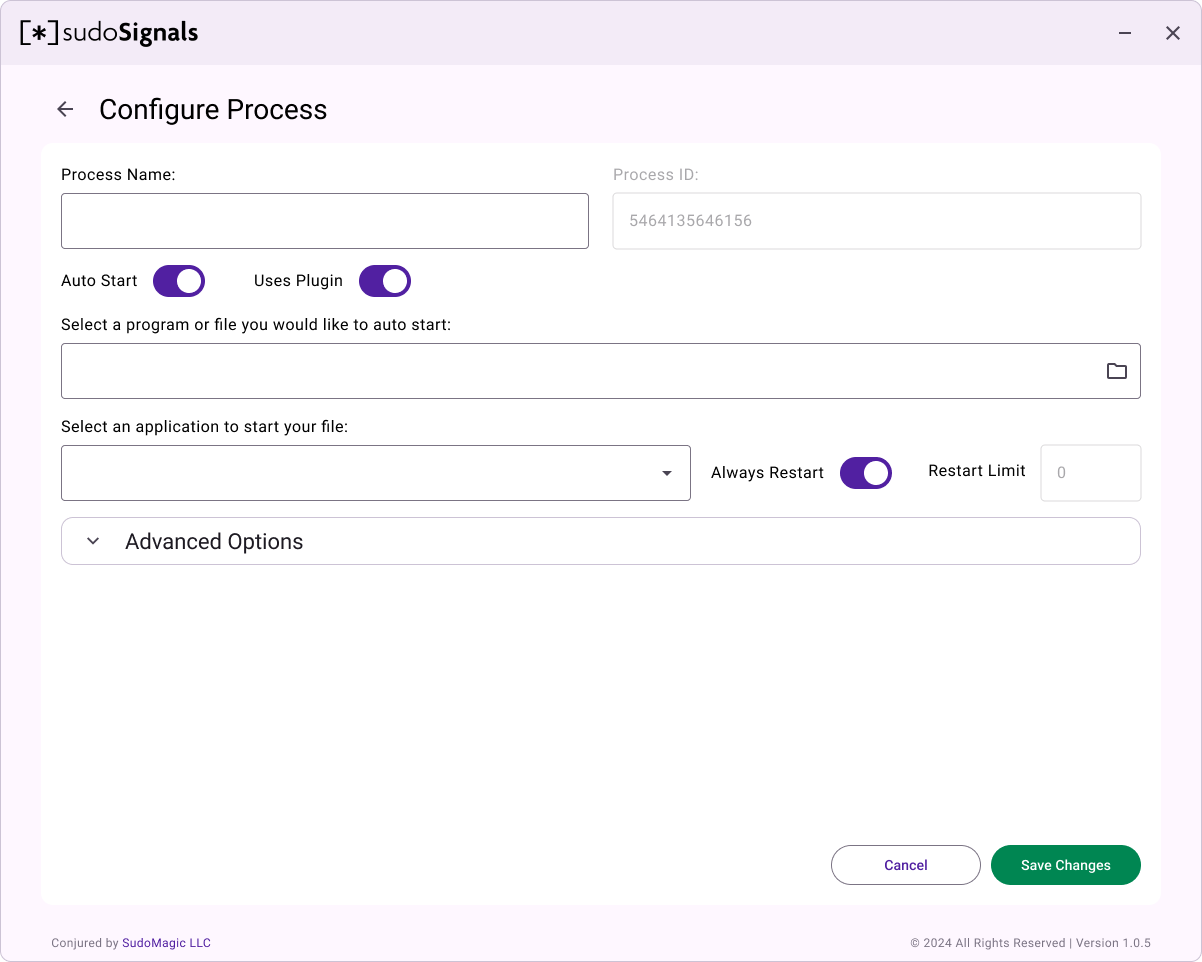 [*]sudoSignals
Configure Process
Process Name:
Process ID:
5464135646156
Auto Start
Uses Plugin
Select a program or file you would like to auto start:
Select an application to start your file:
Always Restart
Restart Limit
0
Advanced Options
Cancel
Save Changes
Conjured by SudoMagic LLC
© 2024 All Rights Reserved | Version 1.0.5